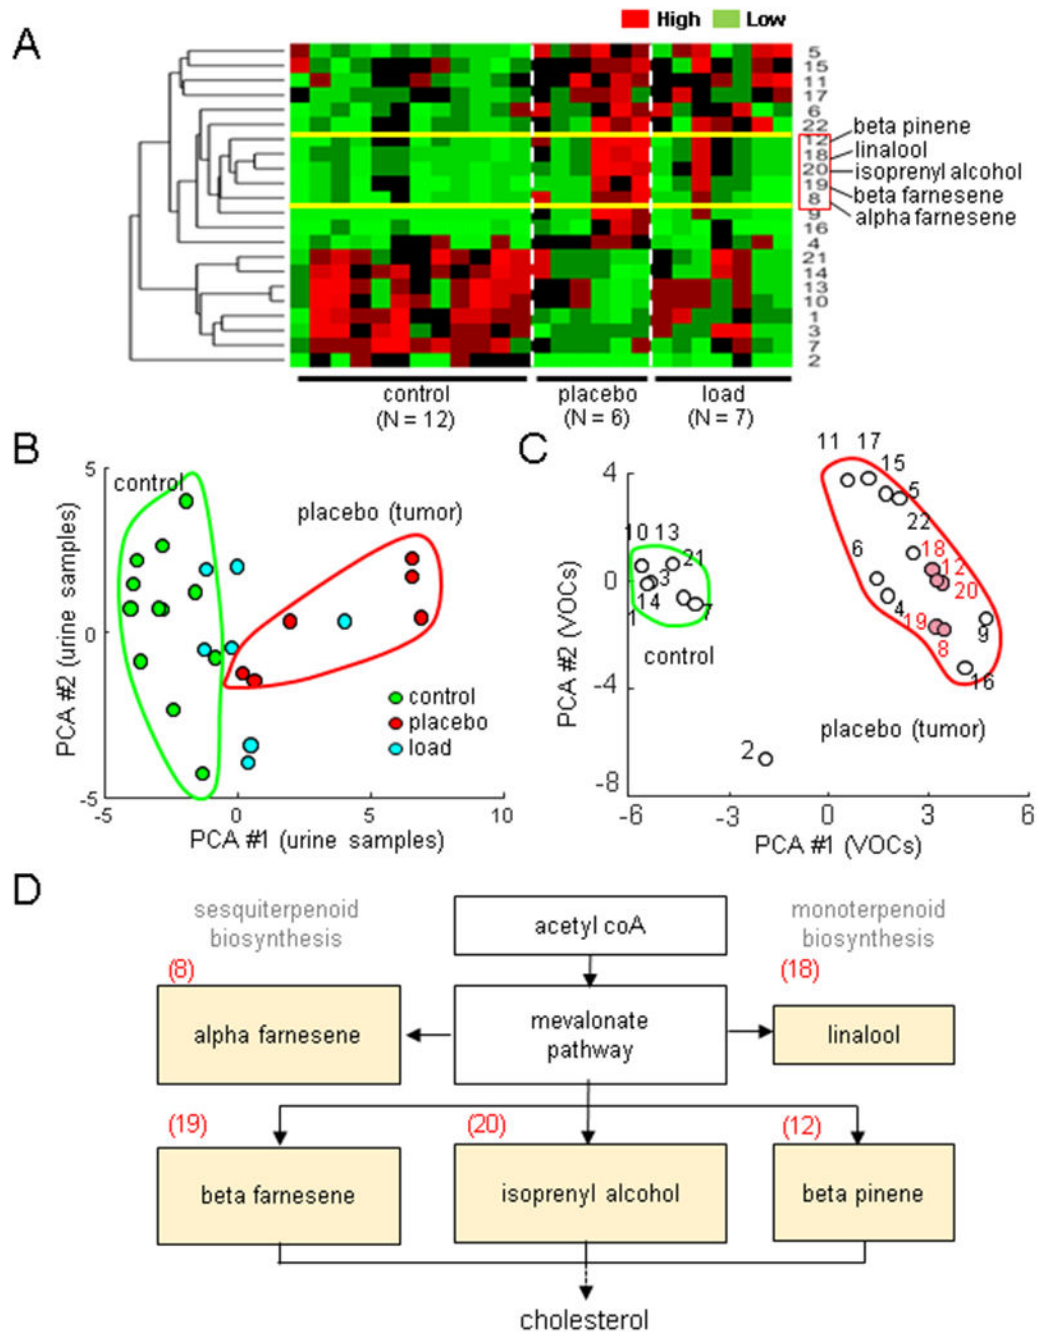 High Low
A
5
15
11
17
6
22
12
18
20
19
8
9
16
4
21
14
13
10
1
3
7
2
beta pinene
linalool
isoprenyl alcohol
beta farnesene
alpha farnesene
control
(N = 12)
placebo
(N = 6)
load
(N = 7)
B
5
0
-5
PCA #2 (urine samples)
control
placebo (tumor)
control
placebo
load
-5 0 5 10
PCA #1 (urine samples)
C
4
0
-4
-8
PCA #2 (VOCs)
11 17
15
5
22
10 13
6
18
21
12
3
20
1 4
7
4
19
9
8
16
control
placebo (tumor)
2
-6 -3 0 3 6
PCA #1 (VOCs)
D
sesquiterpenoid
biosynthesis
acetyl coA
monoterpenoid
biosynthesis
(8)
(18)
alpha farnesene
mevalonate
pathway
linalool
(19)
(20)
(12)
beta farnesene
isoprenyl alcohol
beta pinene
cholesterol